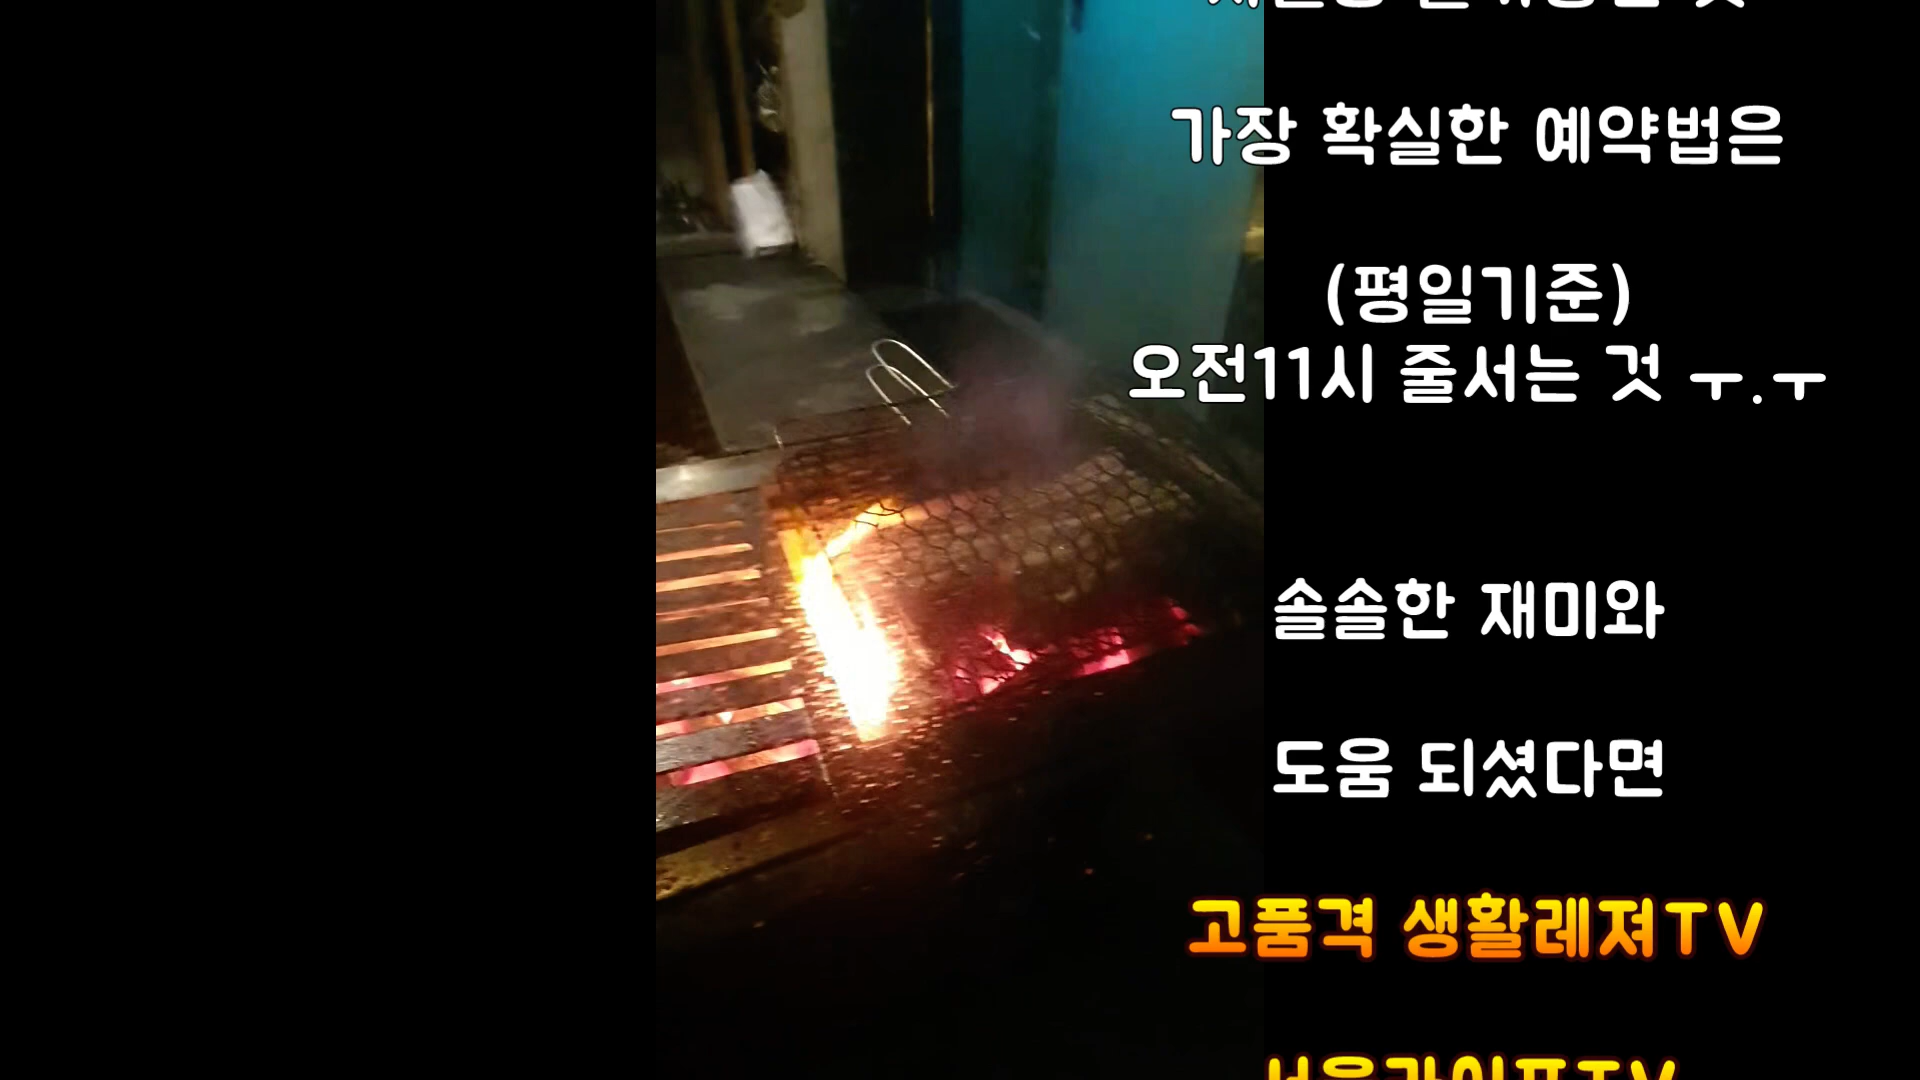 가장 확실한 예약법은
(평일기준)
오전11시 줄서는 것 ㅜ.ㅜ
솔솔한 재미와
도움 되셨다면
고품격 생활레져TV